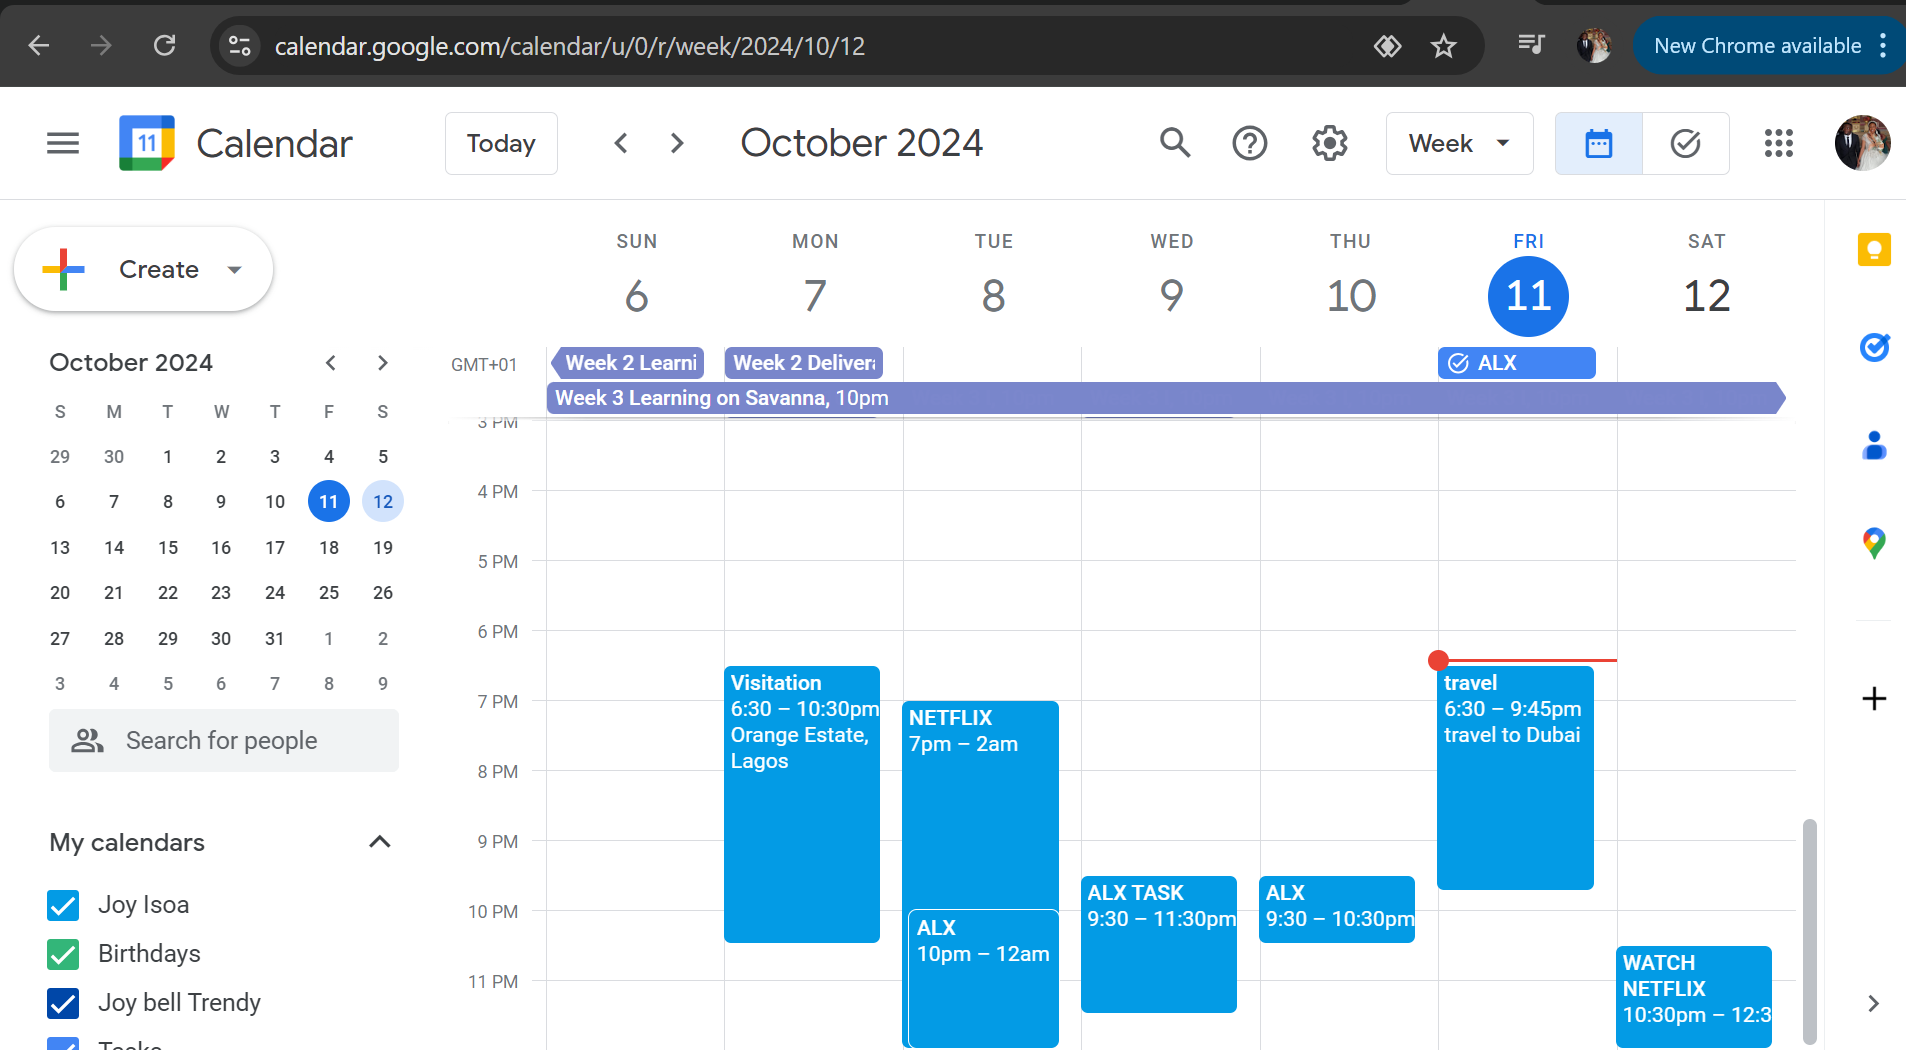 calendar.google.com/calendar/u/0/r/week/2024/10/12
New Chrome available
11
Calendar
Today
October 2024
Week
Create
October 2024
S M T W T F S
29 30 1 2 3 4 5
6 7 8 9 10 11 12
13 14 15 16 17 18 19
20 21 22 23 24 25 26
27 28 29 30 31 1 2
3 4 5 6 7 8 9
Search for people
My calendars
Joy Isoa
Birthdays
Joy bell Trendy
Tasks
SUN MON TUE WED THU FRI SAT
6 7 8 9 10 11 12
GMT+01
Week 2 Learni
Week 2 Deliver
ALX
Week 3 Learning on Savanna, 10pm
3 PM
4 PM
5 PM
6 PM
7 PM
8 PM
9 PM
10 PM
11 PM
Visitation
6:30 – 10:30pm
Orange Estate,
Lagos
NETFLIX
7pm – 2am
ALX
10pm – 12am
ALX TASK
9:30 – 11:30pm
ALX
9:30 – 10:30pm
travel
6:30 – 9:45pm
travel to Dubai
WATCH
NETFLIX
10:30pm – 12:3